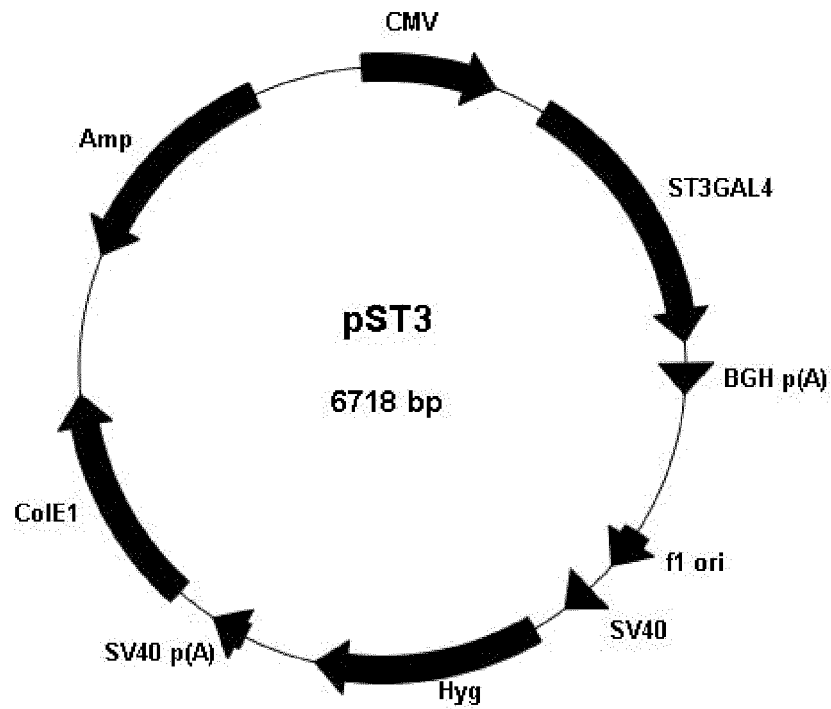 CMV
Amp
ST3GAL4
pST3
6718 bp
BGH p(A)
ColE1
f1 ori
SV40
SV40 p(A)
Hyg